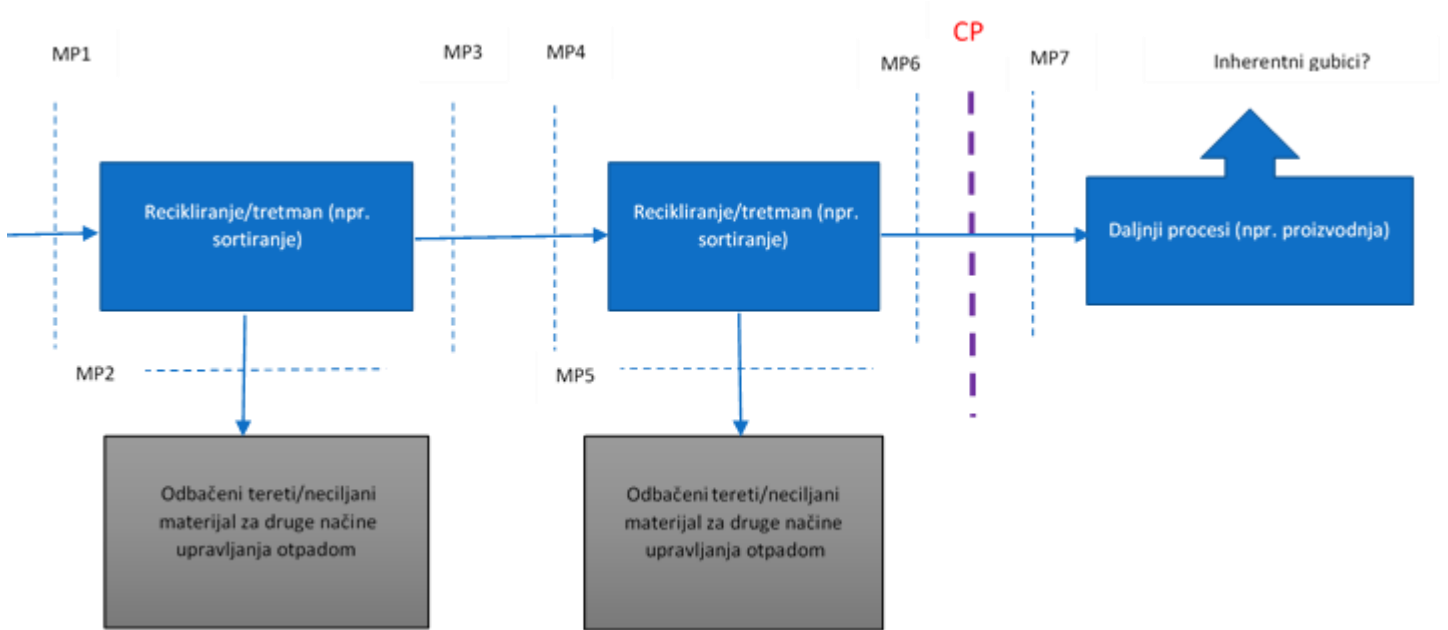 MP1
MP3
MP4
MP6
CP
MP7
Inherentni gubici?
Recikliranje/tretman (npr.
sortiranje)
Recikliranje/tretman (npr.
sortiranje)
Daljnji procesi (npr. proizvodnja)
MP2
MP5
Odbačeni tereti/neciljani
materijal za druge načine
upravljanja otpadom
Odbačeni tereti/neciljani
materijal za druge načine
upravljanja otpadom